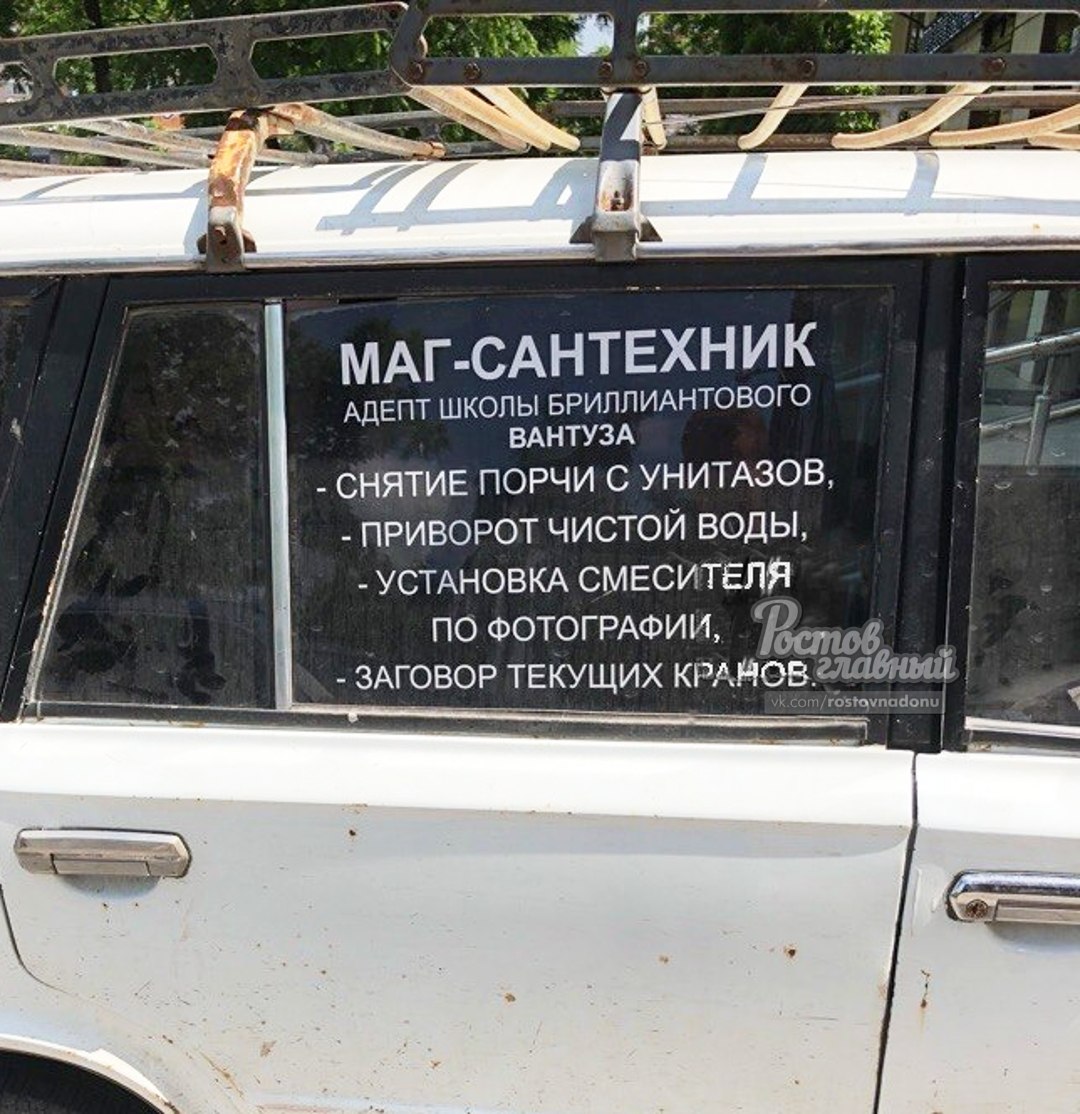 МАГ-САНТЕХНИК
АДЕПТ ШКОЛЫ БРИЛЛИАНТОВОГО
ВАНТУЗА
- СНЯТИЕ ПОРЧИ С УНИТАЗОВ,
- ПРИВОРОТ ЧИСТОЙ ВОДЫ,
- УСТАНОВКА СМЕСИТЕЛЯ
ПО ФОТОГРАФИИ,
- ЗАГОВОР ТЕКУЩИХ КРАНОВ.
Ростов
главный
vk.com/rostovnadonu